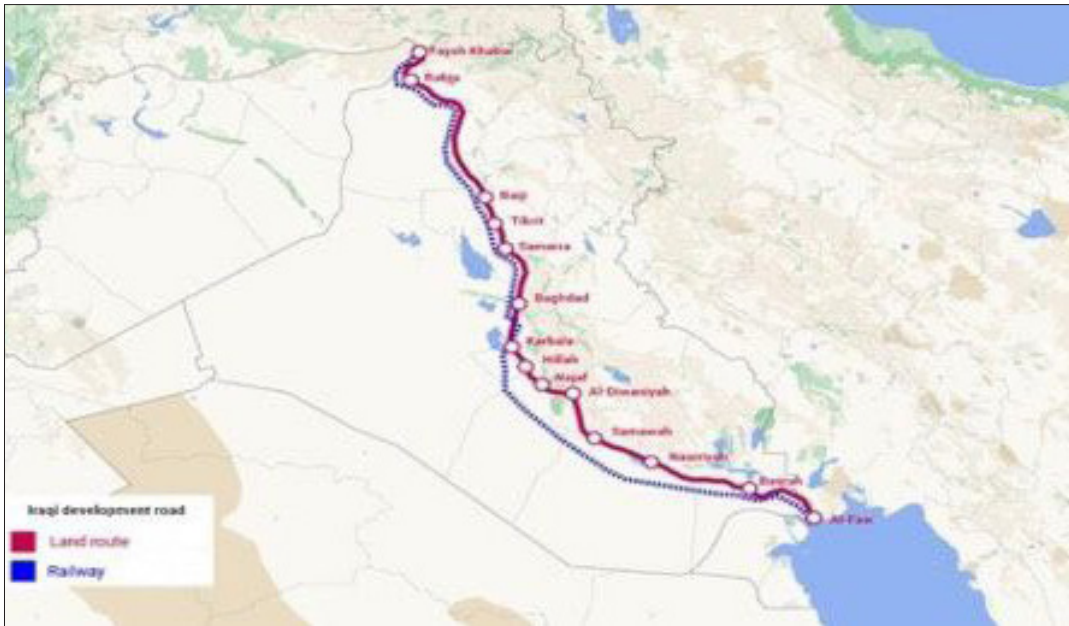 Faysh Khabur
Rabia
Baiji
Tikrit
Samarra
Baghdad
Karbala
Hillah
Najaf
Al-Diwaniyah
Samawah
Nasiriyah
Basrah
Al-Faw
Iraqi development road
Land route
Railway